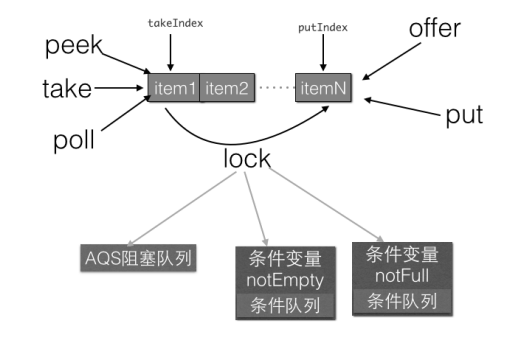 takeIndex
putIndex
offer
peek
take
poll
item1
item2
itemN
put
lock
AQS阻塞队列
条件变量
notEmpty
条件队列
条件变量
notFull
条件队列